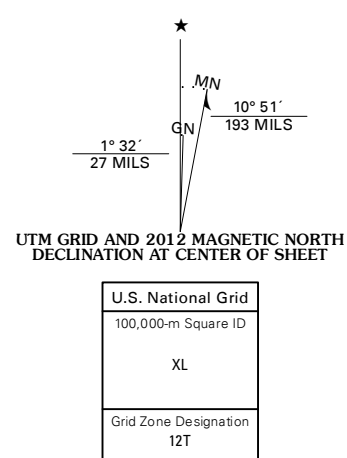 ★
MN
10° 51´
193 MILS
GN
1° 32´
27 MILS
UTM GRID AND 2012 MAGNETIC NORTH
DECLINATION AT CENTER OF SHEET
U.S. National Grid
100,000-m Square ID
XL
Grid Zone Designation
12T